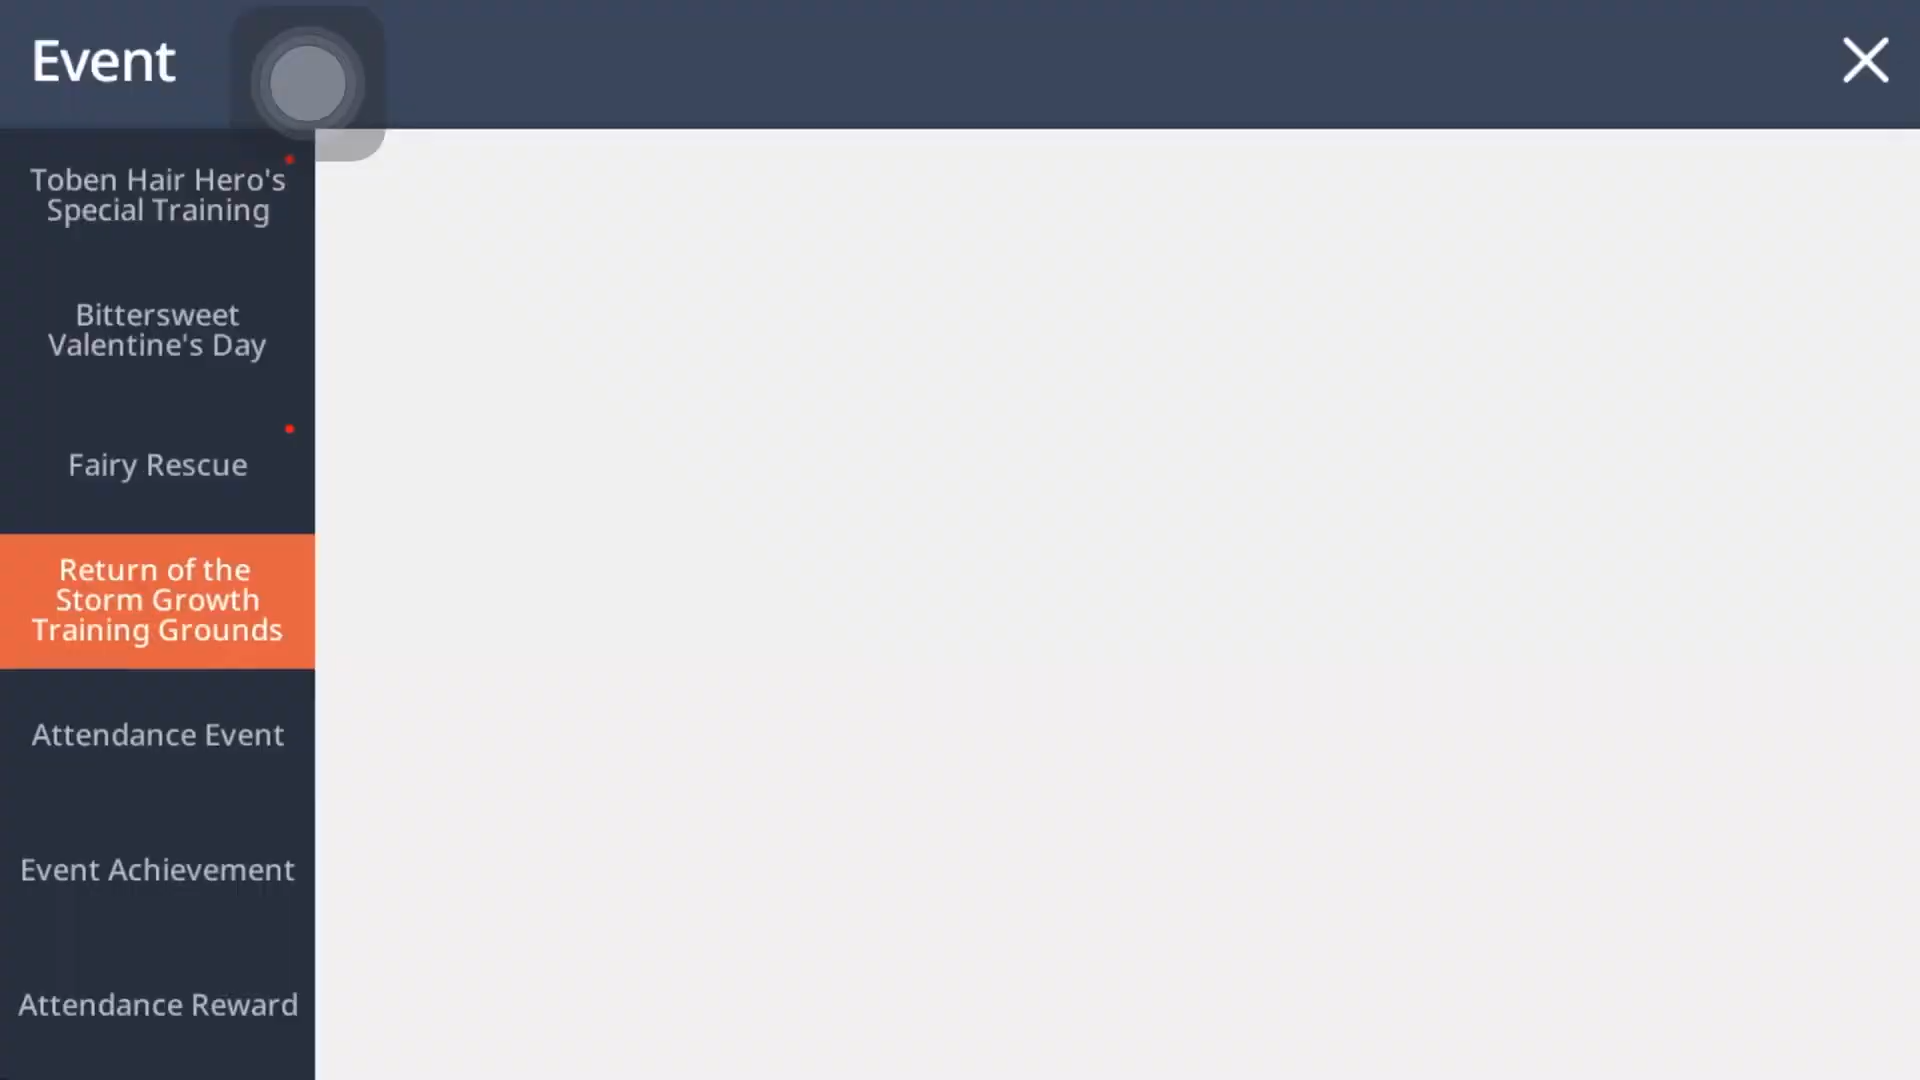 Event
Toben Hair Hero's
Special Training
Bittersweet
Valentine's Day
Fairy Rescue
Return of the
Storm Growth
Training Grounds
Attendance Event
Event Achievement
Attendance Reward